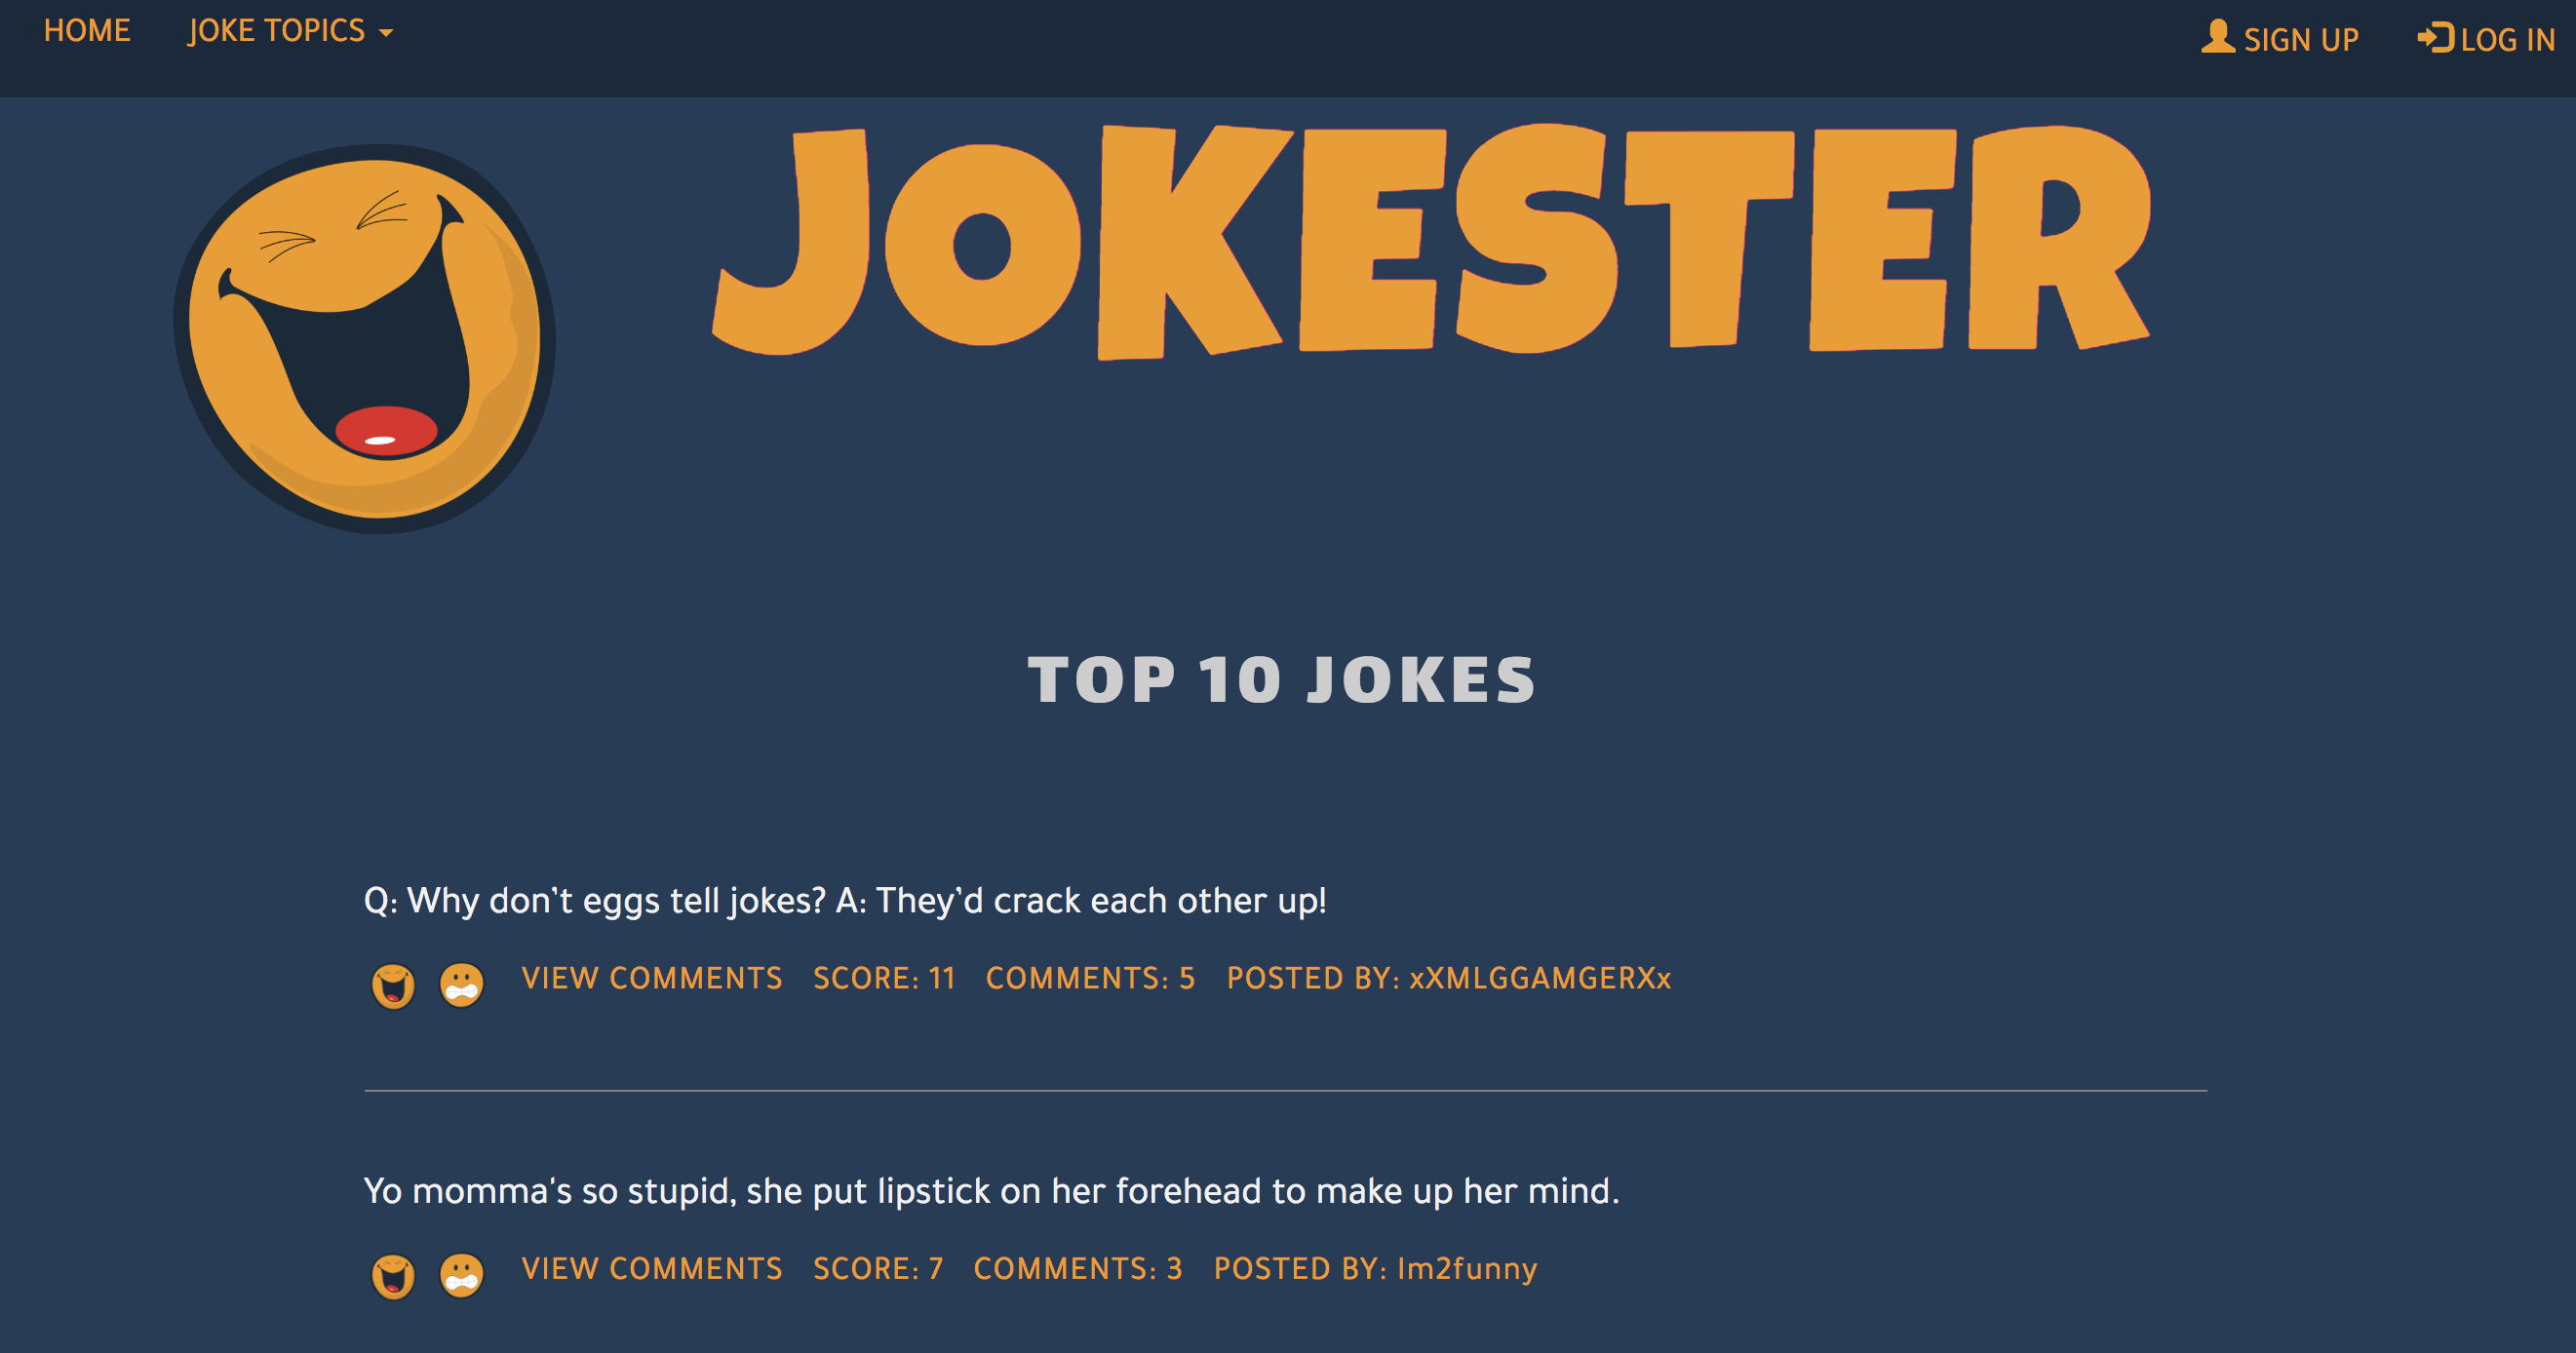 HOME JOKE TOPICS SIGN UP LOG IN
JOKESTER
TOP 10 JOKES
Q: Why don't eggs tell jokes? A: They'd crack each other up!
VIEW COMMENTS SCORE: 11 COMMENTS: 5 POSTED BY: xXMLGGAMGERXx
Yo momma's so stupid, she put lipstick on her forehead to make up her mind.
VIEW COMMENTS SCORE: 7 COMMENTS: 3 POSTED BY: Im2funny